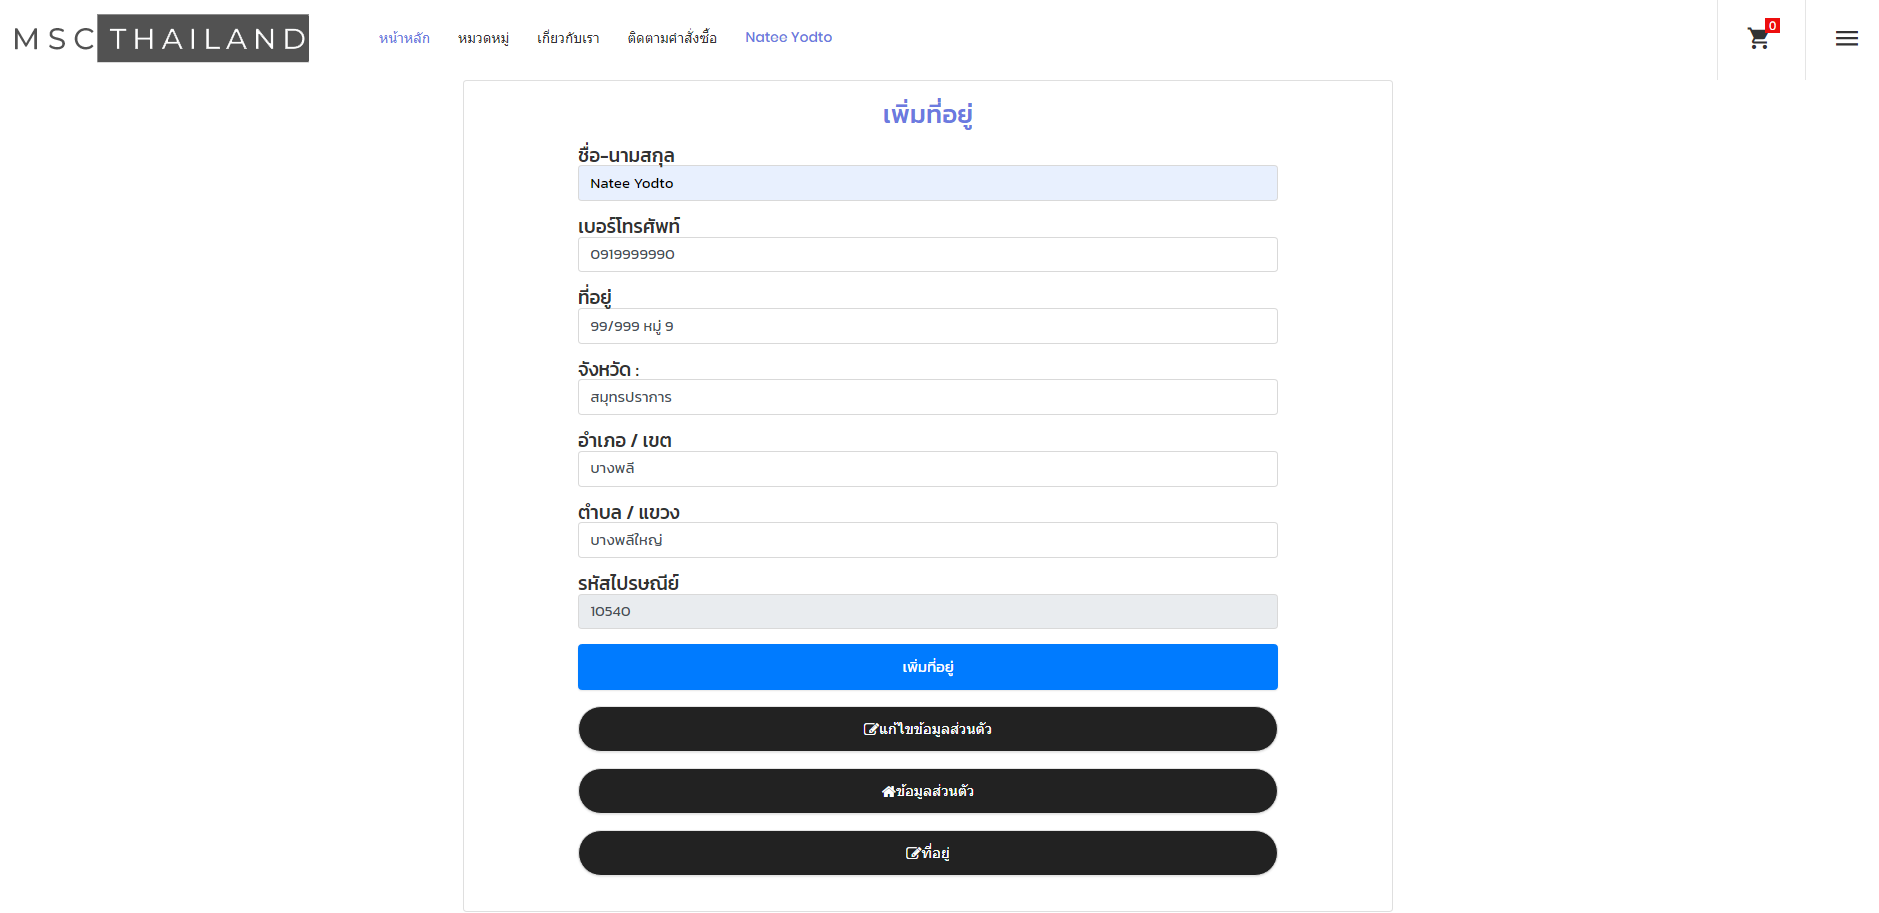 MSC THAILAND
หน้าหลัก หมวดหมู่ เกี่ยวกับเรา ติดตามคำสั่งซื้อ Natee Yodto
0
เพิ่มที่อยู่
ชื่อ-นามสกุล
Natee Yodto
เบอร์โทรศัพท์
0919999990
ที่อยู่
99/999 หมู่ 9
จังหวัด :
สมุทรปราการ
อำเภอ / เขต
บางพลี
ตำบล / แขวง
บางพลีใหญ่
รหัสไปรษณีย์
10540
เพิ่มที่อยู่
แก้ไขข้อมูลส่วนตัว
ข้อมูลส่วนตัว
ที่อยู่